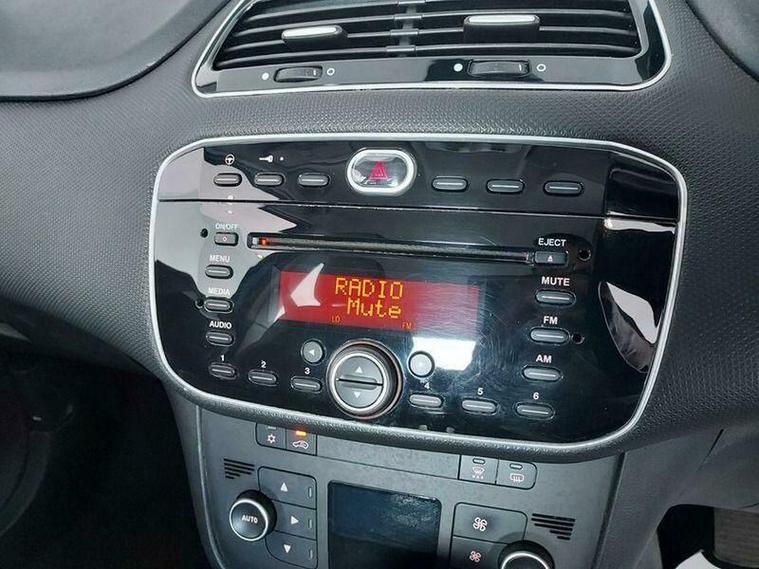 ON/OFF
EJECT
MENU
MEDIA
RADIO
Mute
LO FM
MUTE
AUDIO
FM
AM
1 2 3 4 5 6
AUTO